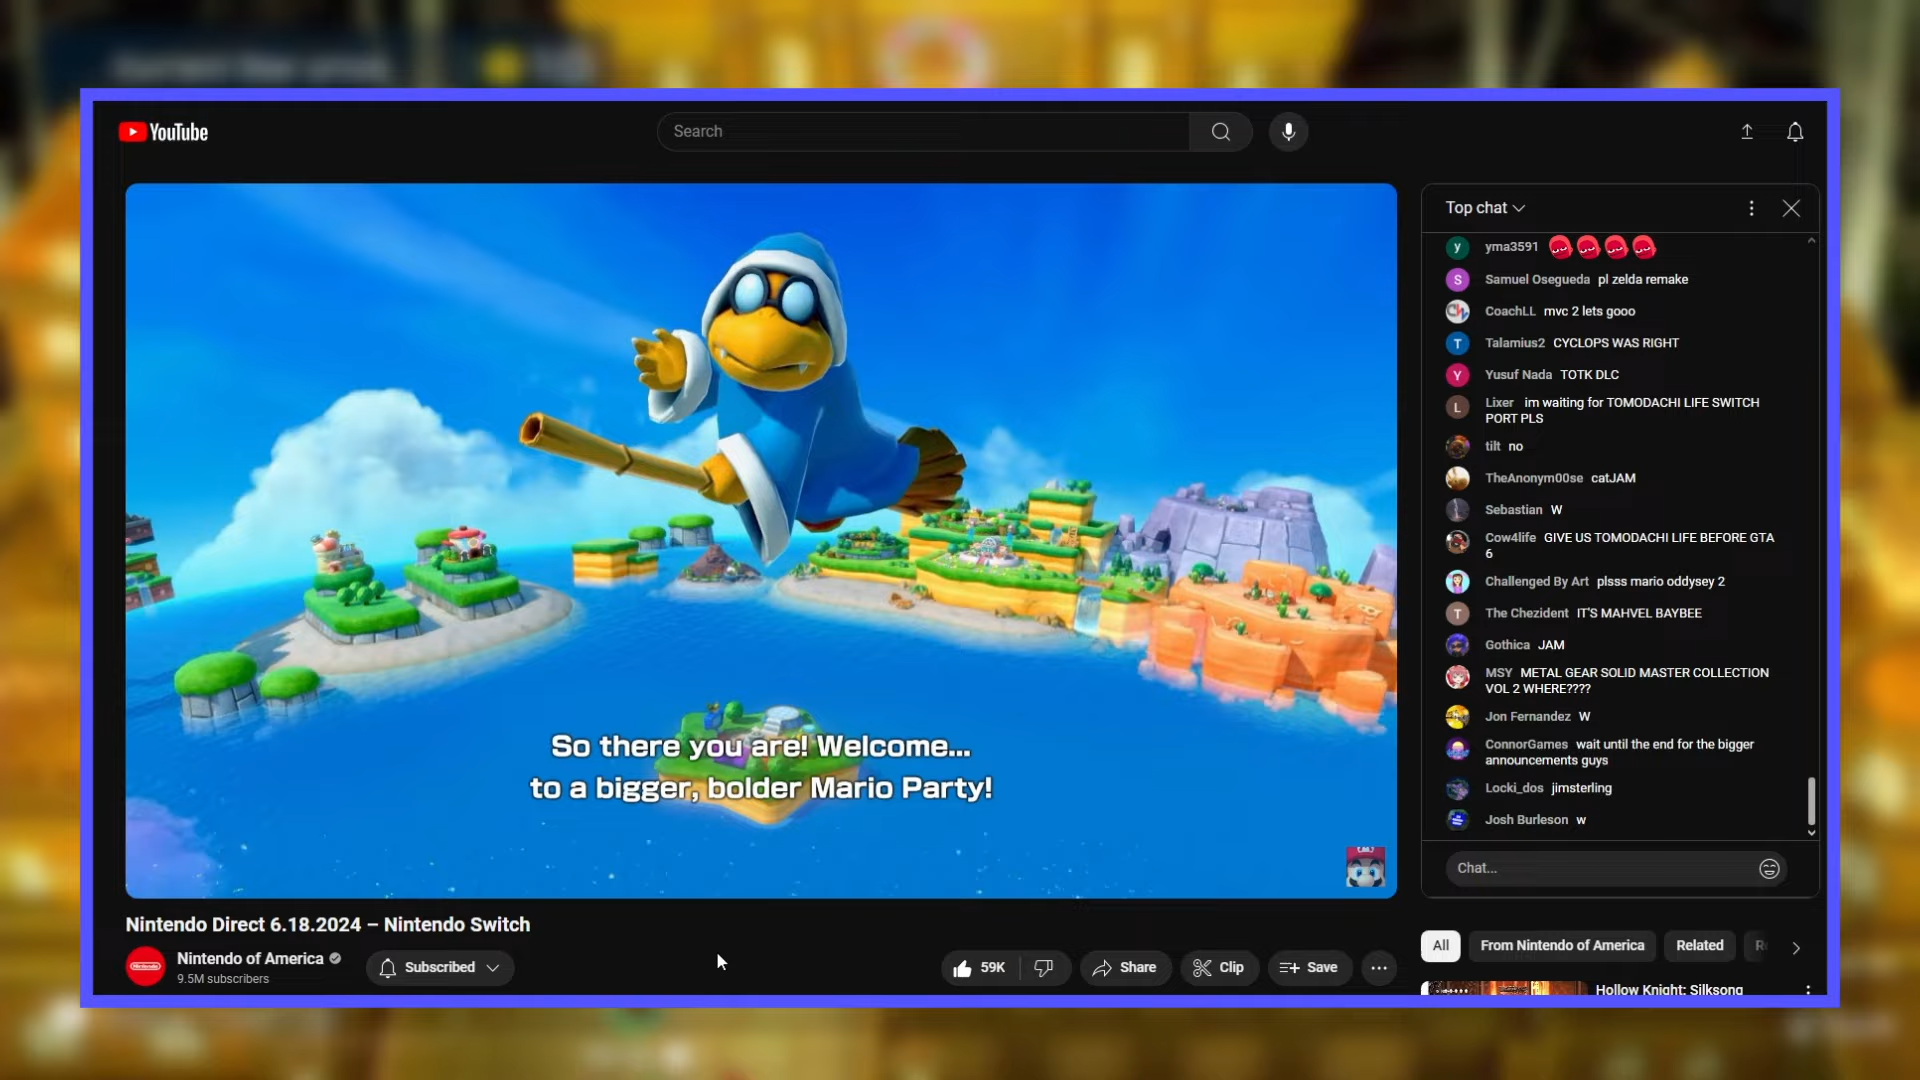 YouTube
Search
So there you are! Welcome...
to a bigger, bolder Mario Party!
Nintendo Direct 6.18.2024 – Nintendo Switch
Nintendo of America
9.5M subscribers
Subscribed
59K
Share
Clip
Save
Top chat
yma3591
Samuel Osegueda pl zelda remake
CoachLL mvc 2 lets gooo
Talamius2 CYCLOPS WAS RIGHT
Yusuf Nada TOTK DLC
Lixer im waiting for TOMODACHI LIFE SWITCH
PORT PLS
tilt no
TheAnonym00se catJAM
Sebastian W
Cow4life GIVE US TOMODACHI LIFE BEFORE GTA
6
Challenged By Art plsss mario oddysey 2
The Chezident IT'S MAHVEL BAYBEE
Gothica JAM
MSY METAL GEAR SOLID MASTER COLLECTION
VOL 2 WHERE????
Jon Fernandez W
ConnorGames wait until the end for the bigger
announcements guys
Locki_dos jimsterling
Josh Burleson w
Chat...
All
From Nintendo of America
Related
Hollow Knight: Silksong